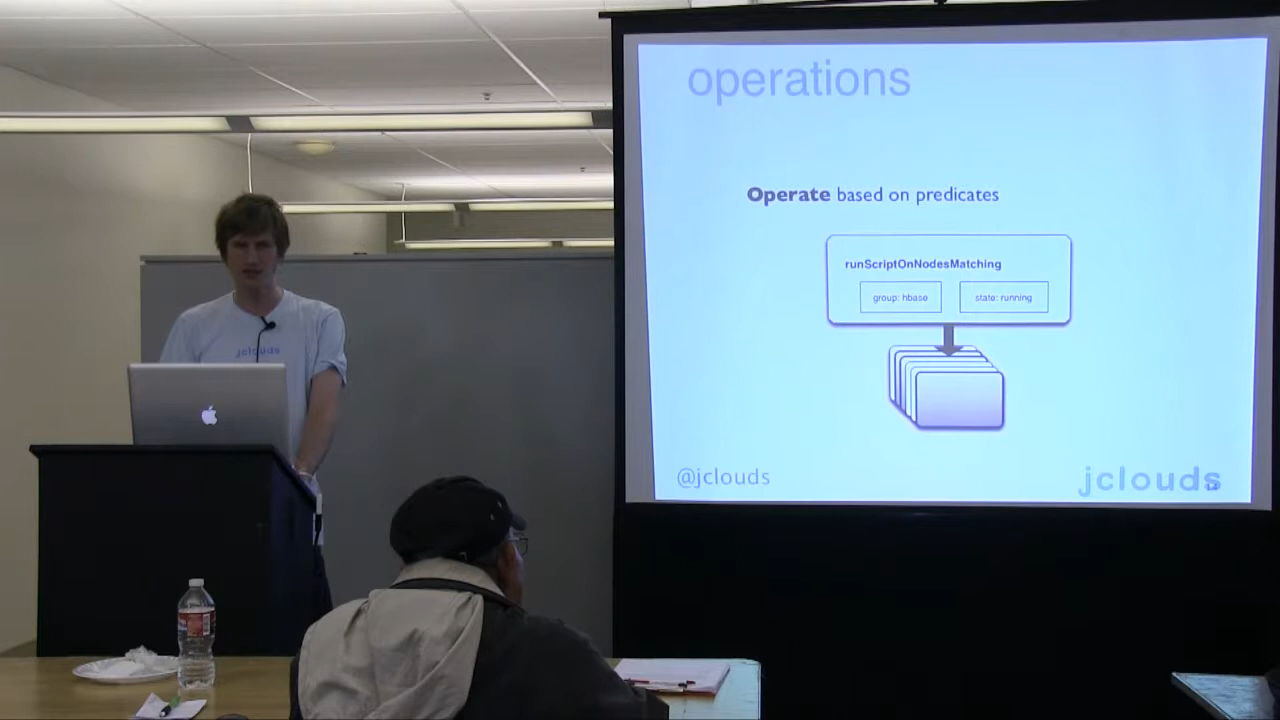 operations
Operate based on predicates
runScriptOnNodesMatching
group: hbase
state: running
@jclouds
jclouds
jclouds